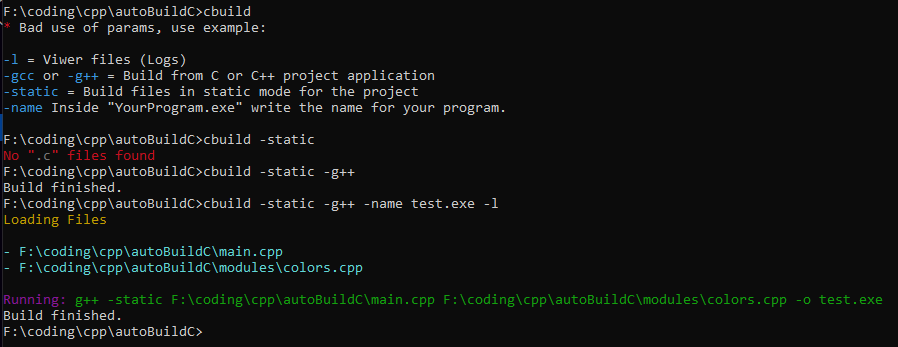 F:\coding\cpp\autoBuildC>cbuild
* Bad use of params, use example:
-l = Viwer files (Logs)
-gcc or -g++ = Build from C or C++ project application
-static = Build files in static mode for the project
-name Inside "YourProgram.exe" write the name for your program.
F:\coding\cpp\autoBuildC>cbuild -static
No ".c" files found
F:\coding\cpp\autoBuildC>cbuild -static -g++
Build finished.
F:\coding\cpp\autoBuildC>cbuild -static -g++ -name test.exe -l
Loading Files
- F:\coding\cpp\autoBuildC\main.cpp
- F:\coding\cpp\autoBuildC\modules\colors.cpp
Running: g++ -static F:\coding\cpp\autoBuildC\main.cpp F:\coding\cpp\autoBuildC\modules\colors.cpp -o test.exe
Build finished.
F:\coding\cpp\autoBuildC>